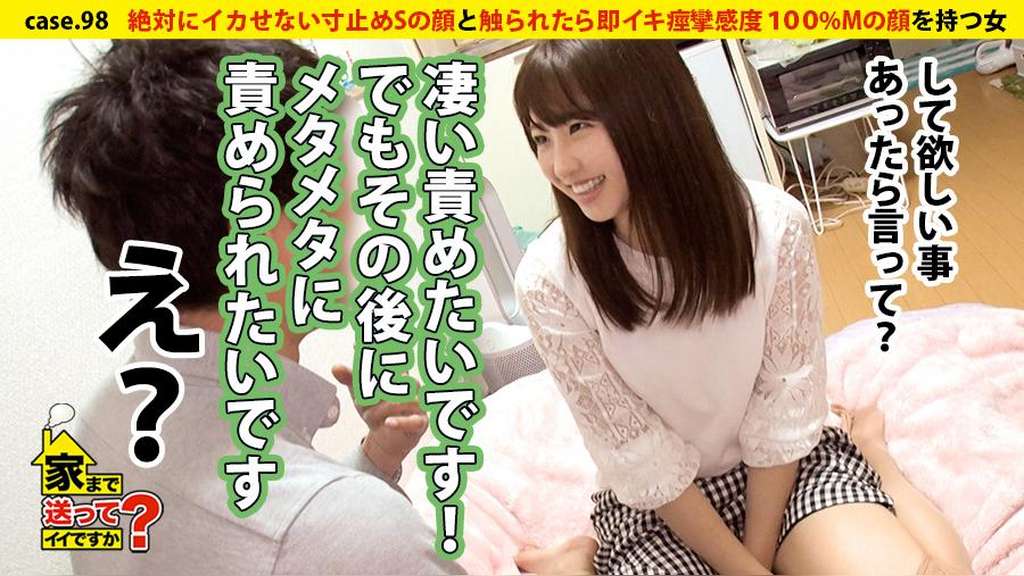 case.98 絶対にイカせない寸止めSの顔と触られたら即イキ痙攣感度100%Mの顔を持つ女
して欲しい事
あったら言って?
凄い責めたいです!
でもその後に
メタメタに
責められたいです
え?
家まで
送って
イイですか?